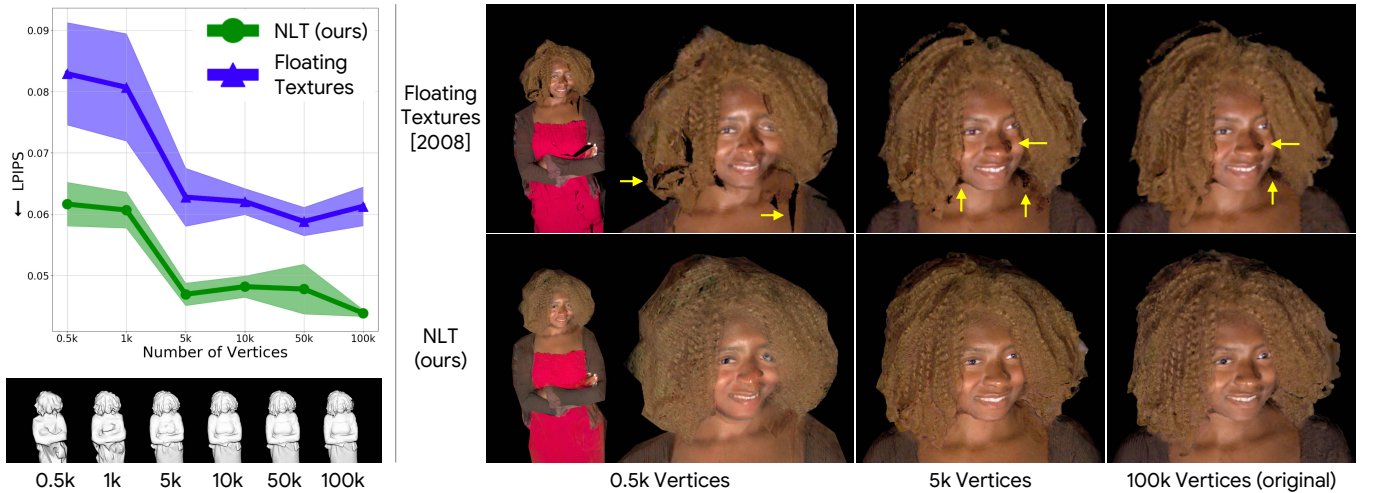 0.09
0.08
0.07
0.06
0.05
← LPIPS
NLT (ours)
Floating
Textures
0.5k 1k 5k 10k 50k 100k
Number of Vertices
0.5k 1k 5k 10k 50k 100k
Floating
Textures
[2008]
NLT
(ours)
0.5k Vertices
5k Vertices
100k Vertices (original)